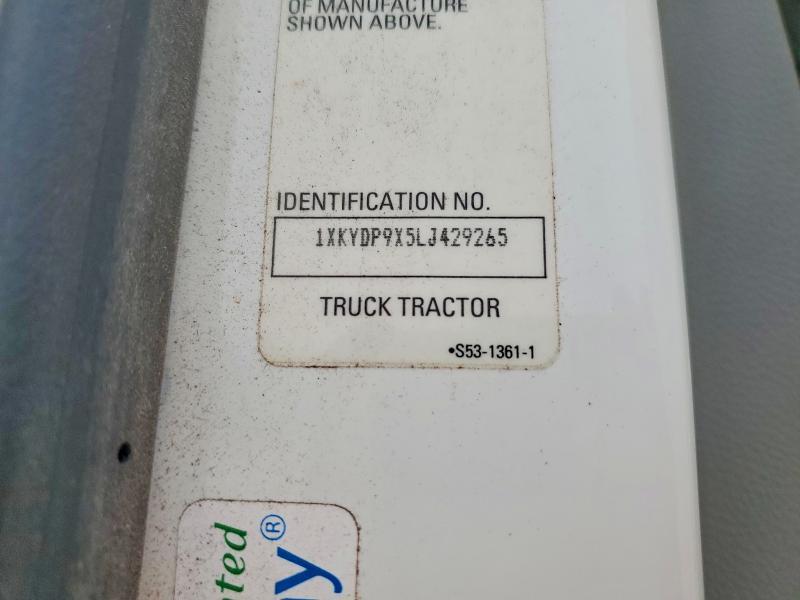 OF MANUFACTURE
SHOWN ABOVE.
IDENTIFICATION NO.
1XKYDP9X5LJ429265
TRUCK TRACTOR
•S53-1361-1